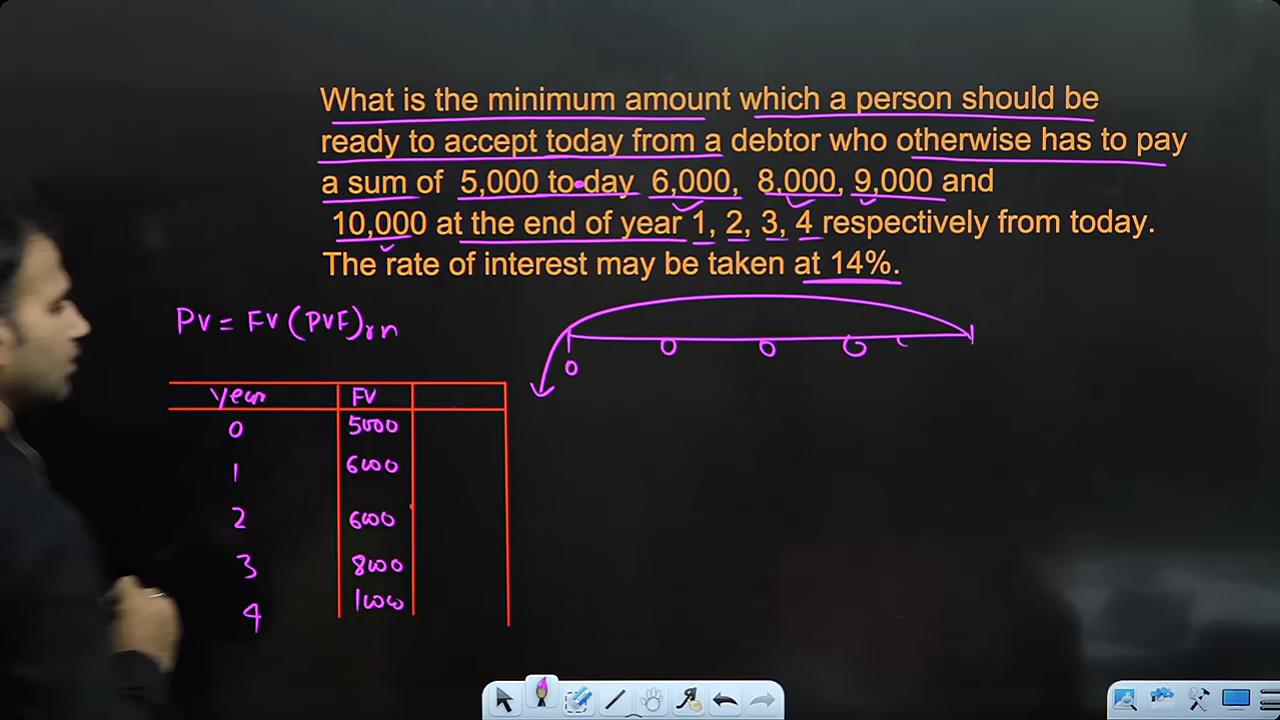 What is the minimum amount which a person should be
ready to accept today from a debtor who otherwise has to pay
a sum of 5,000 to-day 6,000, 8,000, 9,000 and
10,000 at the end of year 1, 2, 3, 4 respectively from today.
The rate of interest may be taken at 14%.
PV = FV (PVF)rn
0
year FV
0 5000
1 6000
2 6000
3 8000
4 1000